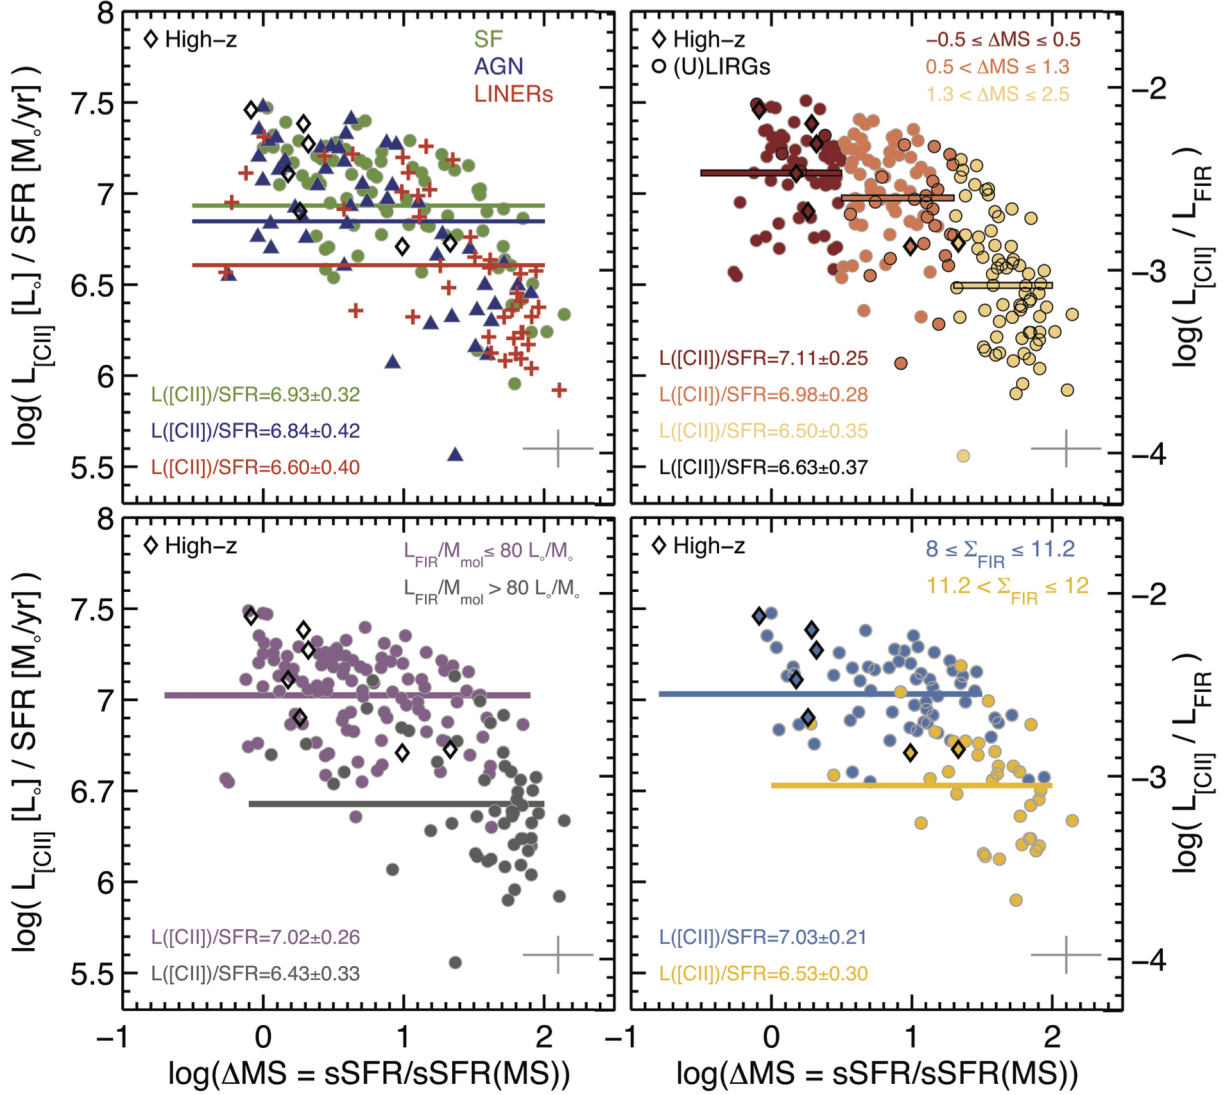 8
7.5
7
6.5
6
5.5
log( L[CII] [L☉] / SFR [M☉/yr] )
High−z
SF
AGN
LINERs
L([CII])/SFR=6.93±0.32
L([CII])/SFR=6.84±0.42
L([CII])/SFR=6.60±0.40
High−z
(U)LIRGs
−0.5 ≤ ΔMS ≤ 0.5
0.5 < ΔMS ≤ 1.3
1.3 < ΔMS ≤ 2.5
L([CII])/SFR=7.11±0.25
L([CII])/SFR=6.98±0.28
L([CII])/SFR=6.50±0.35
L([CII])/SFR=6.63±0.37
−2
−3
−4
log( L[CII] / LFIR )
8
7.5
7
6.7
6
5.5
log( L[CII] [L☉] / SFR [M☉/yr] )
High−z
LFIR/Mmol ≤ 80 L☉/M☉
LFIR/Mmol > 80 L☉/M☉
L([CII])/SFR=7.02±0.26
L([CII])/SFR=6.43±0.33
High−z
8 ≤ ΣFIR ≤ 11.2
11.2 < ΣFIR ≤ 12
L([CII])/SFR=7.03±0.21
L([CII])/SFR=6.53±0.30
−2
−3
−4
log( L[CII] / LFIR )
−1 0 1 2
−1 0 1 2
log(ΔMS = sSFR/sSFR(MS))
log(ΔMS = sSFR/sSFR(MS))